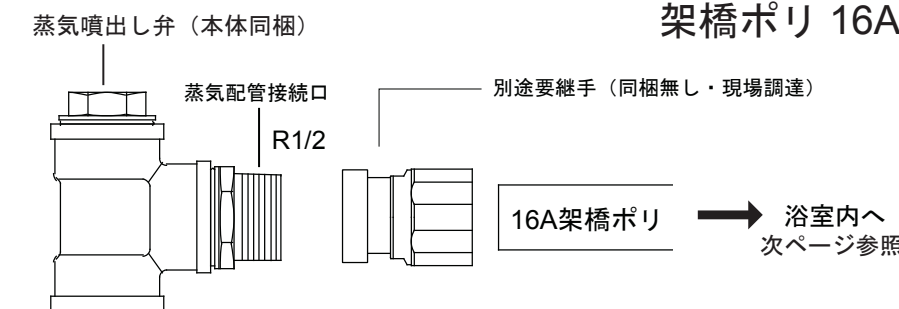 架橋ポリ 16A
蒸気噴出し弁（本体同梱）
蒸気配管接続口
R1/2
別途要継手（同梱無し・現場調達）
16A架橋ポリ
浴室内へ
次ページ参照